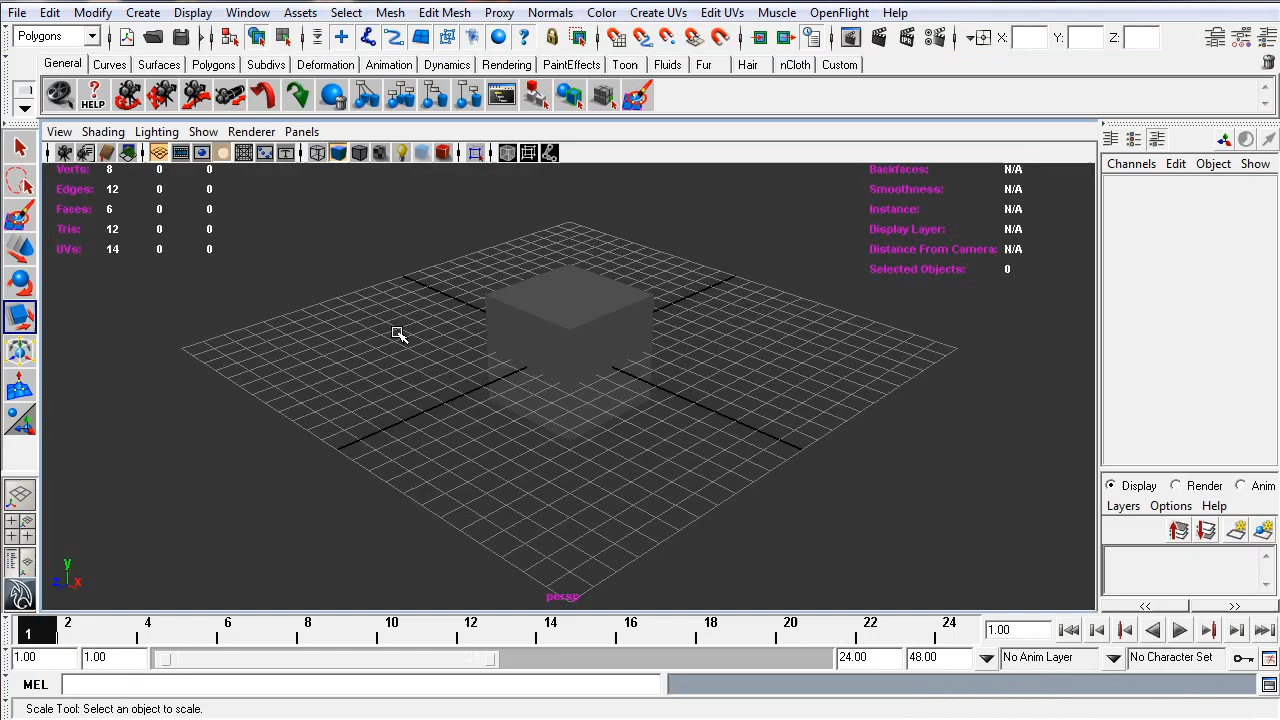 File Edit Modify Create Display Window Assets Select Mesh Edit Mesh Proxy Normals Color Create UVs Edit UVs Muscle OpenFlight Help
Polygons X: Y: Z:
General Curves Surfaces Polygons Subdivs Deformation Animation Dynamics Rendering PaintEffects Toon Fluids Fur Hair nCloth Custom
HELP
View Shading Lighting Show Renderer Panels
Channels Edit Object Show
Verts: 8 0 0 Backfaces: N/A
Edges: 12 0 0 Smoothness: N/A
Faces: 6 0 0 Instance: N/A
Tris: 12 0 0 Display Layer: N/A
UVs: 14 0 0 Distance From Camera: N/A
Selected Objects: 0
Display Render Anim
Layers Options Help
y
z x
persp
<< >>
1 2 4 6 8 10 12 14 16 18 20 22 24 1.00
1.00 1.00 24 24.00 48.00 No Anim Layer No Character Set
MEL
Scale Tool: Select an object to scale.